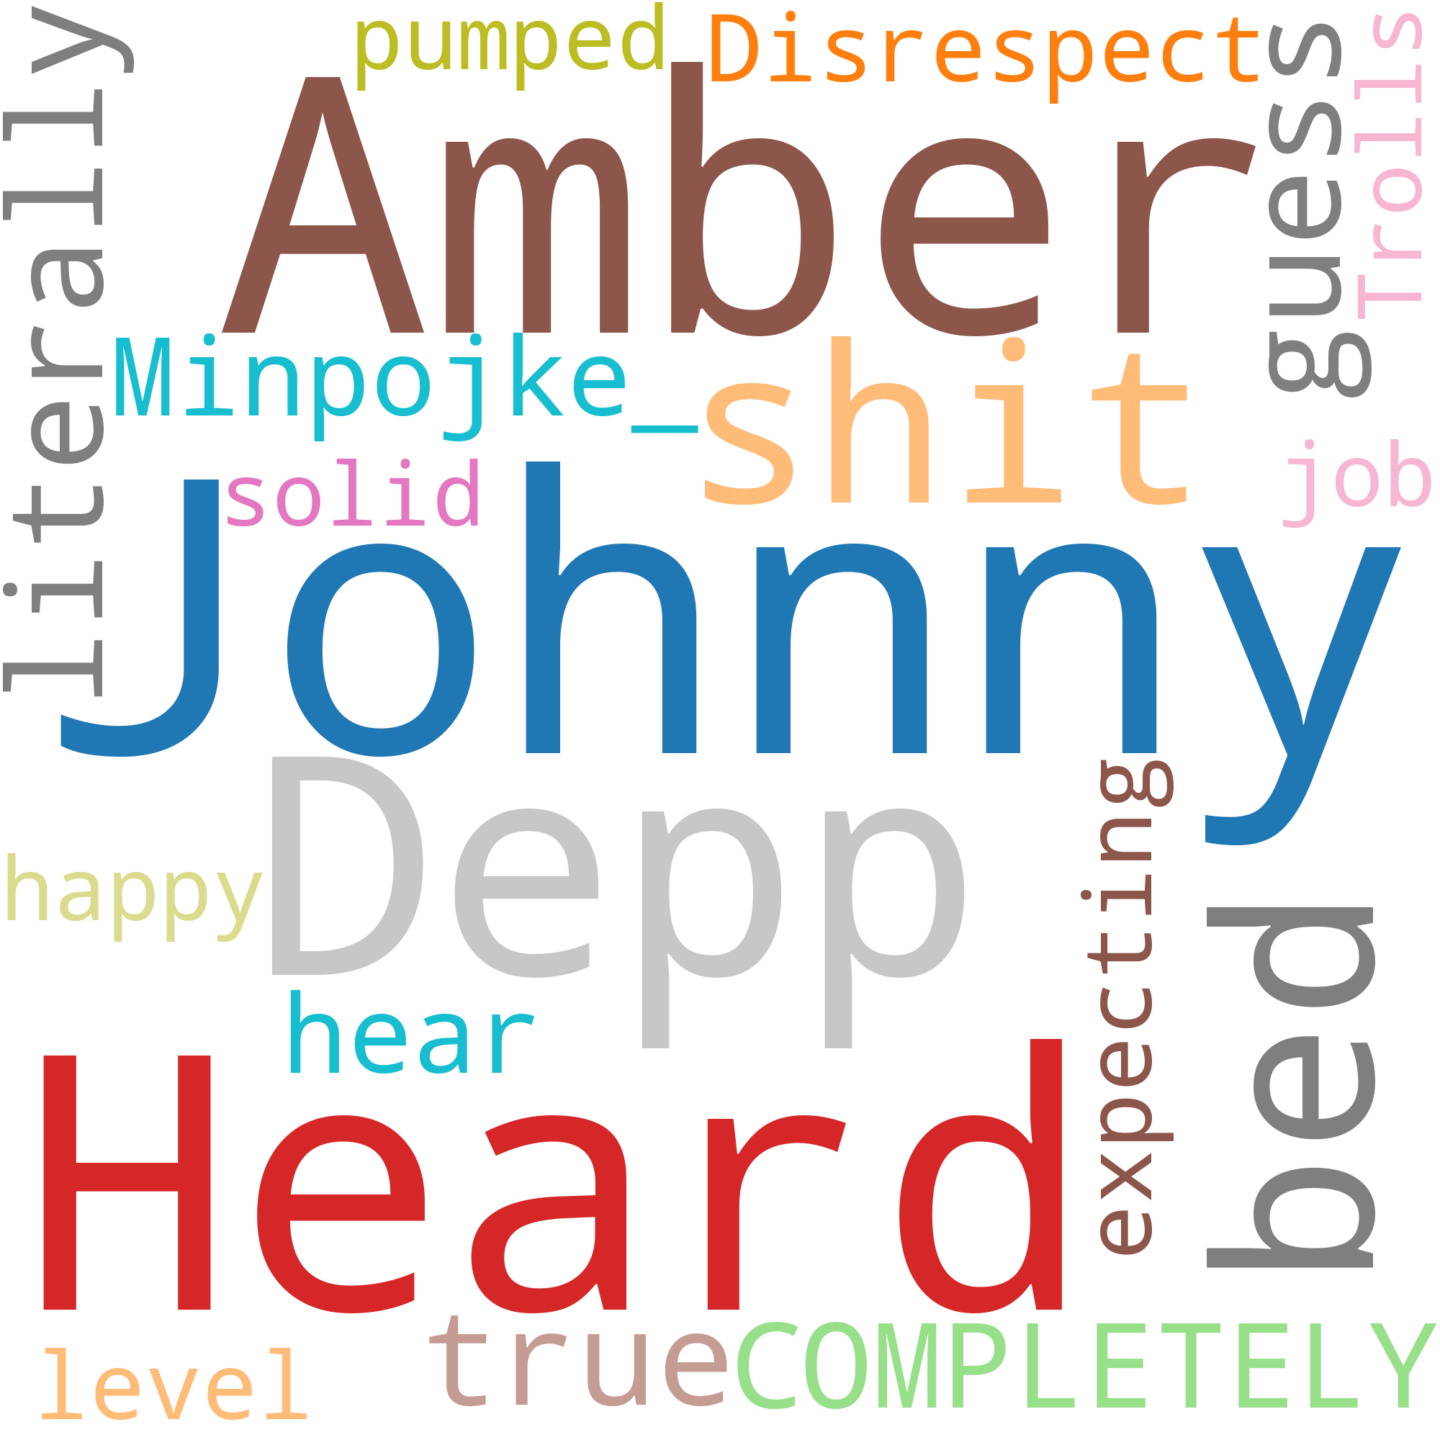 literally
pumped
Disrespect
guess
Trolls
Amber
Minpojke_
shit
solid
job
Johnny
Depp
happy
expecting
bed
hear
Heard
level
true
COMPLETELY